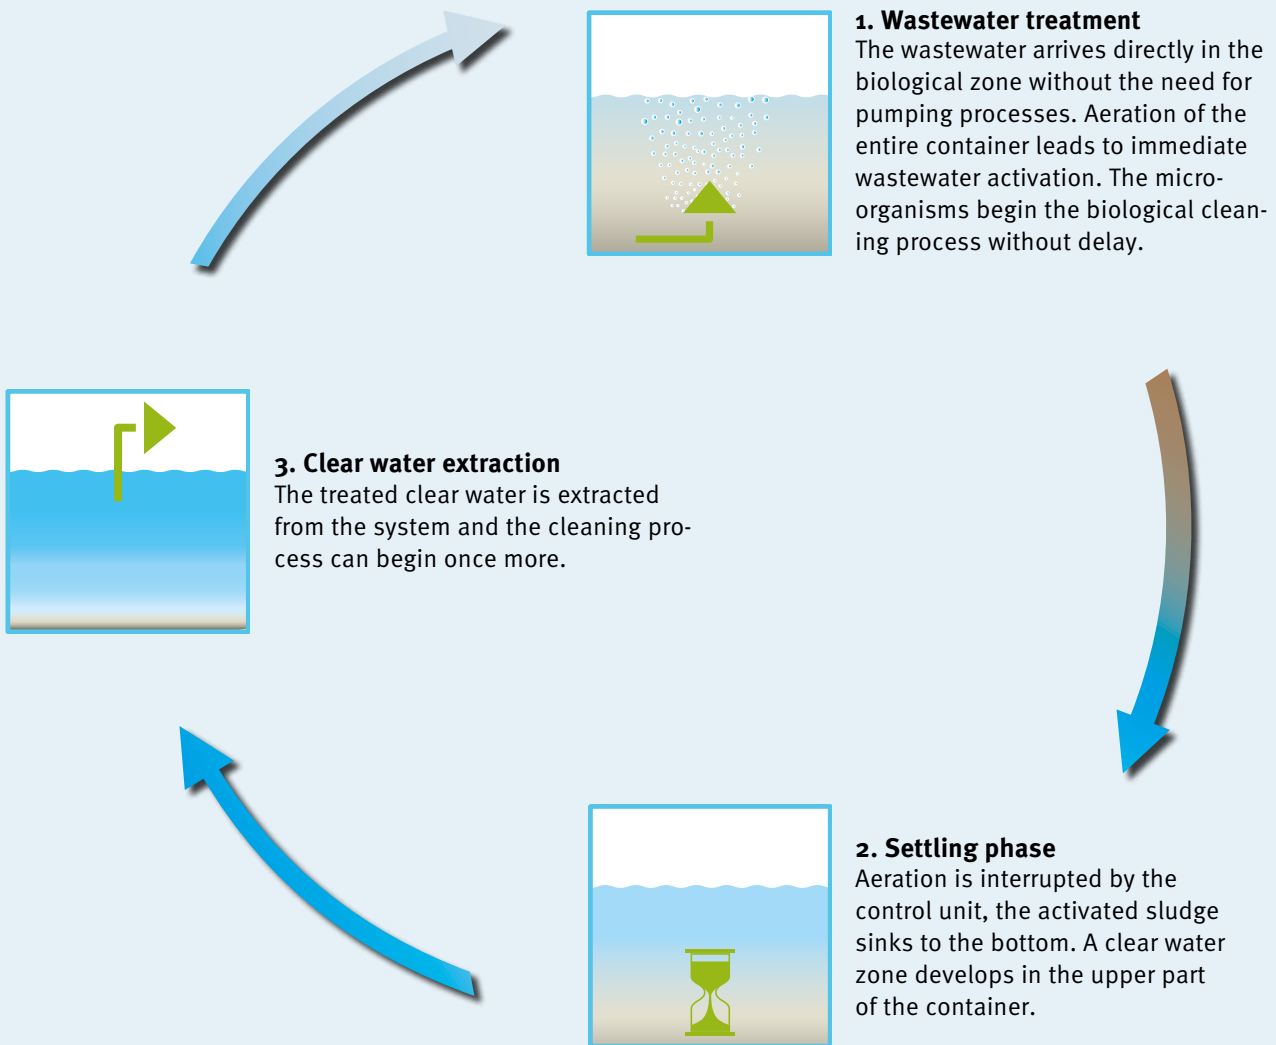 1. Wastewater treatment
The wastewater arrives directly in the
biological zone without the need for
pumping processes. Aeration of the
entire container leads to immediate
wastewater activation. The micro-
organisms begin the biological clean-
ing process without delay.
2. Settling phase
Aeration is interrupted by the
control unit, the activated sludge
sinks to the bottom. A clear water
zone develops in the upper part
of the container.
3. Clear water extraction
The treated clear water is extracted
from the system and the cleaning pro-
cess can begin once more.